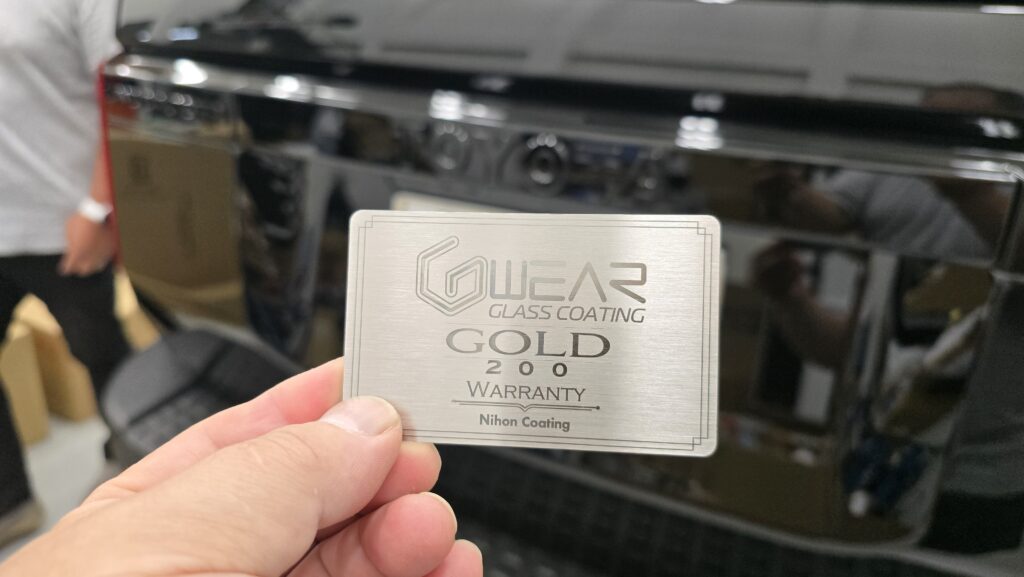 GWEAR
GLASS COATING
GOLD
200
WARRANTY
Nihon Coating